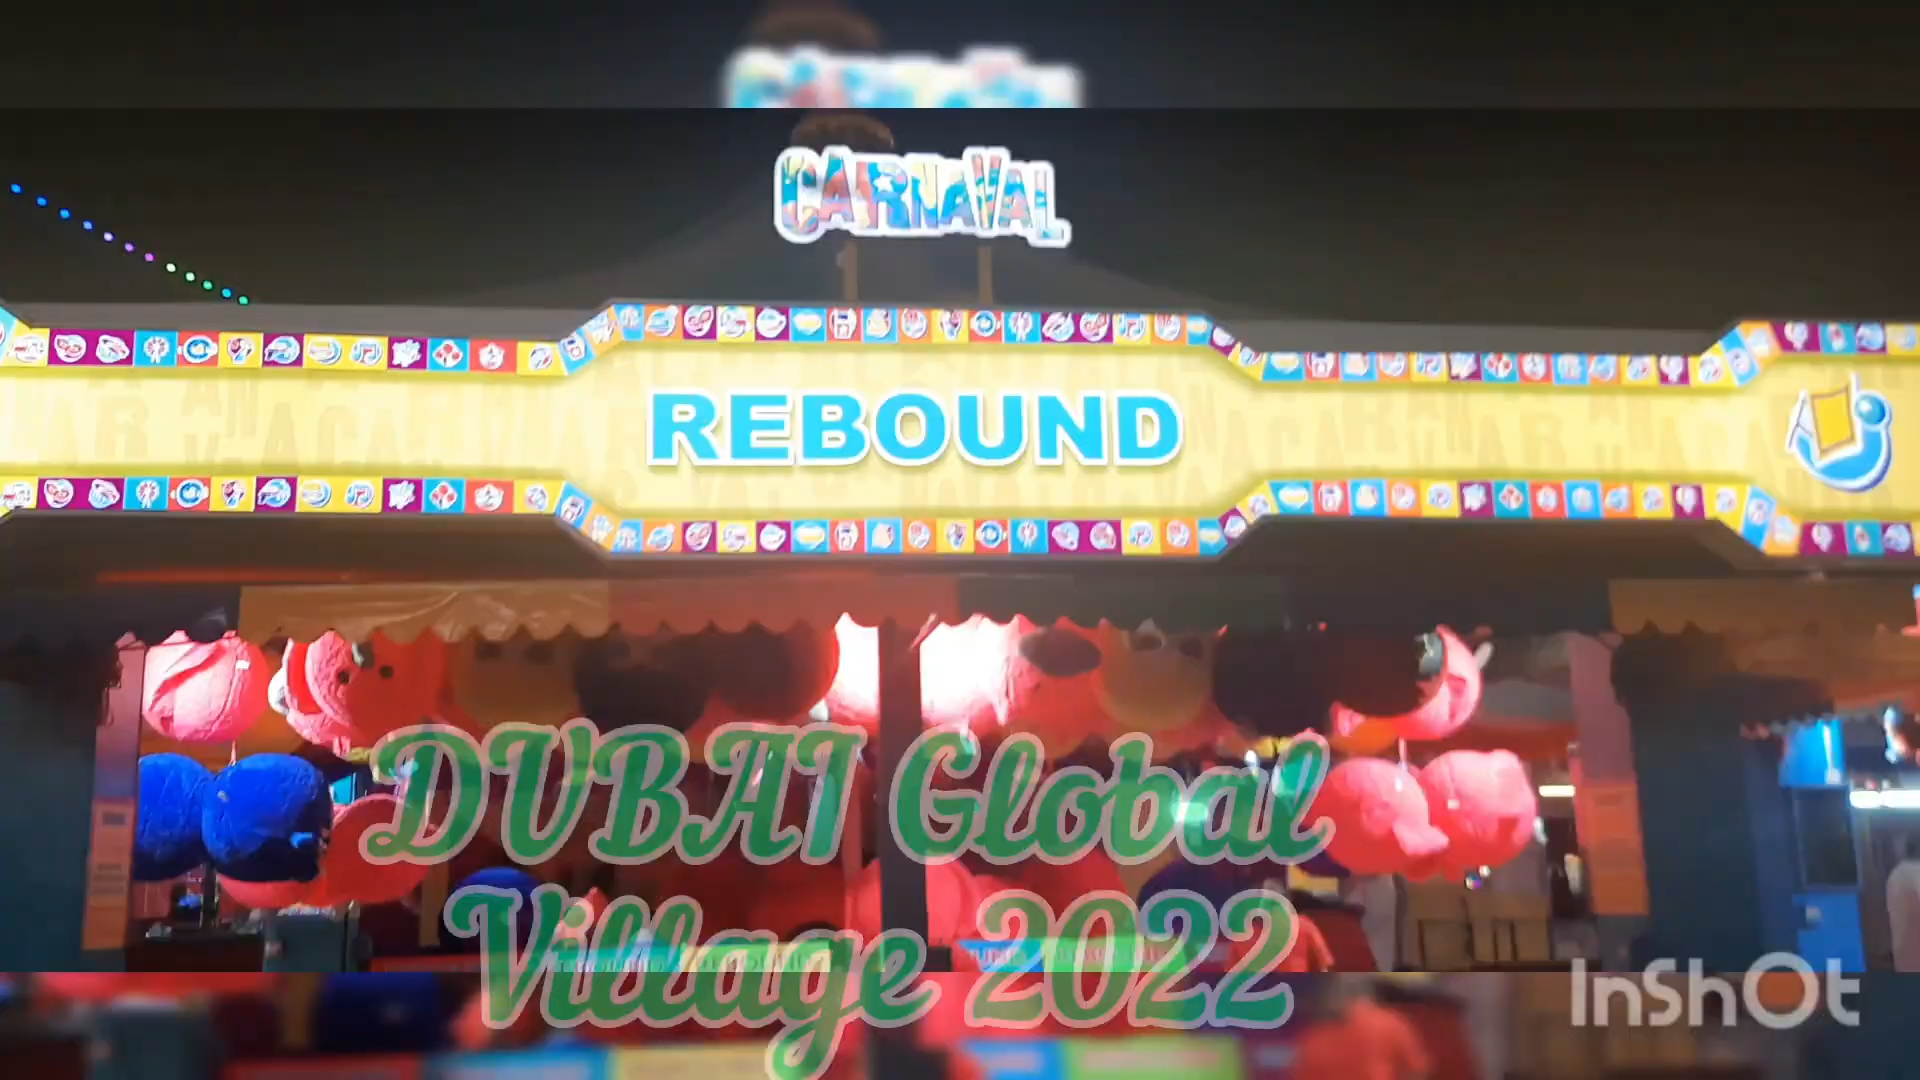 CARNAVAL
REBOUND
DUBAI Global
Village 2022
InShOt